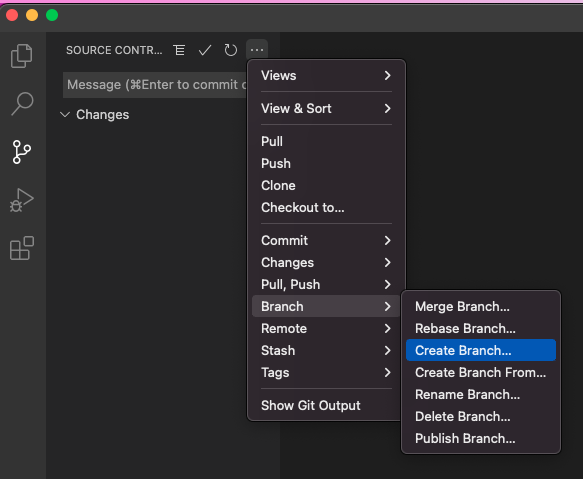 SOURCE CONTR...
Message (⌘Enter to commit o
Changes
Views
View & Sort
Pull
Push
Clone
Checkout to...
Commit
Changes
Pull, Push
Branch
Remote
Stash
Tags
Show Git Output
Merge Branch...
Rebase Branch...
Create Branch...
Create Branch From...
Rename Branch...
Delete Branch...
Publish Branch...